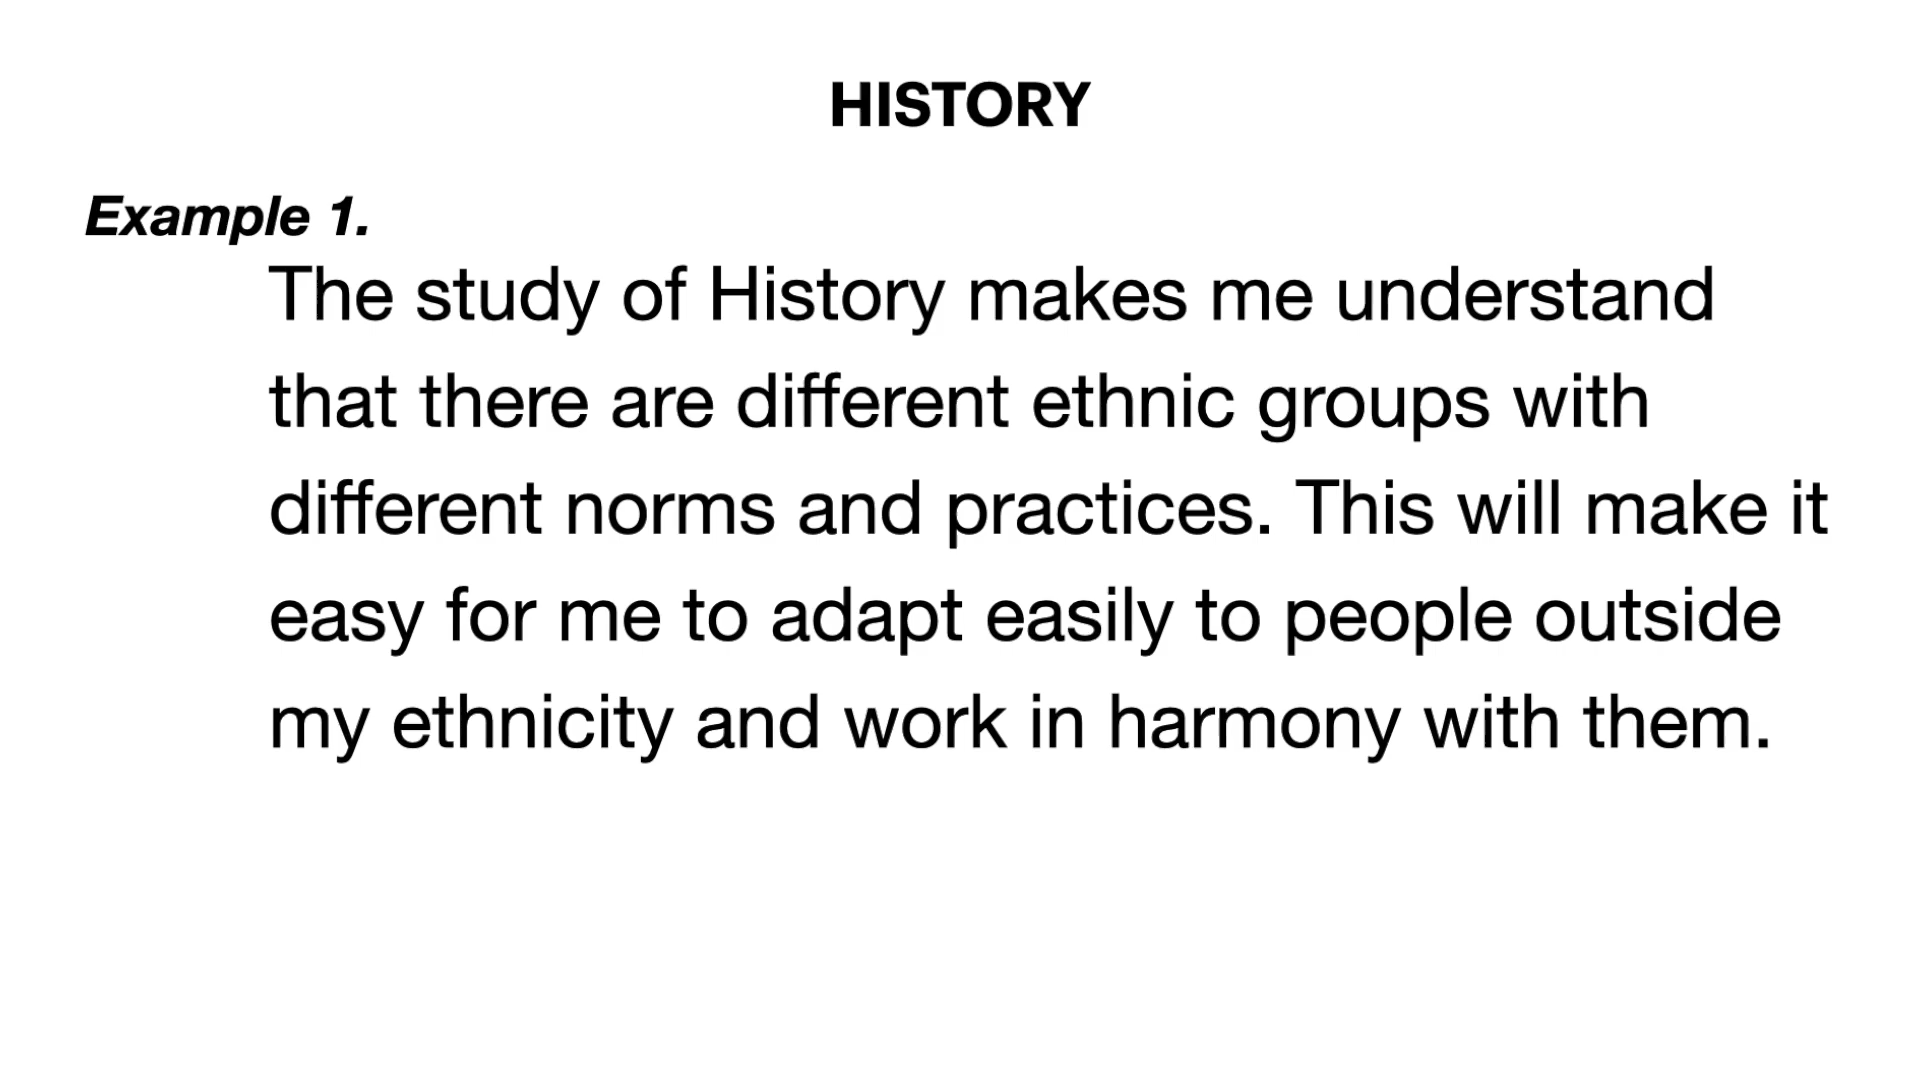 HISTORY
Example 1.
The study of History makes me understand
that there are different ethnic groups with
different norms and practices. This will make it
easy for me to adapt easily to people outside
my ethnicity and work in harmony with them.